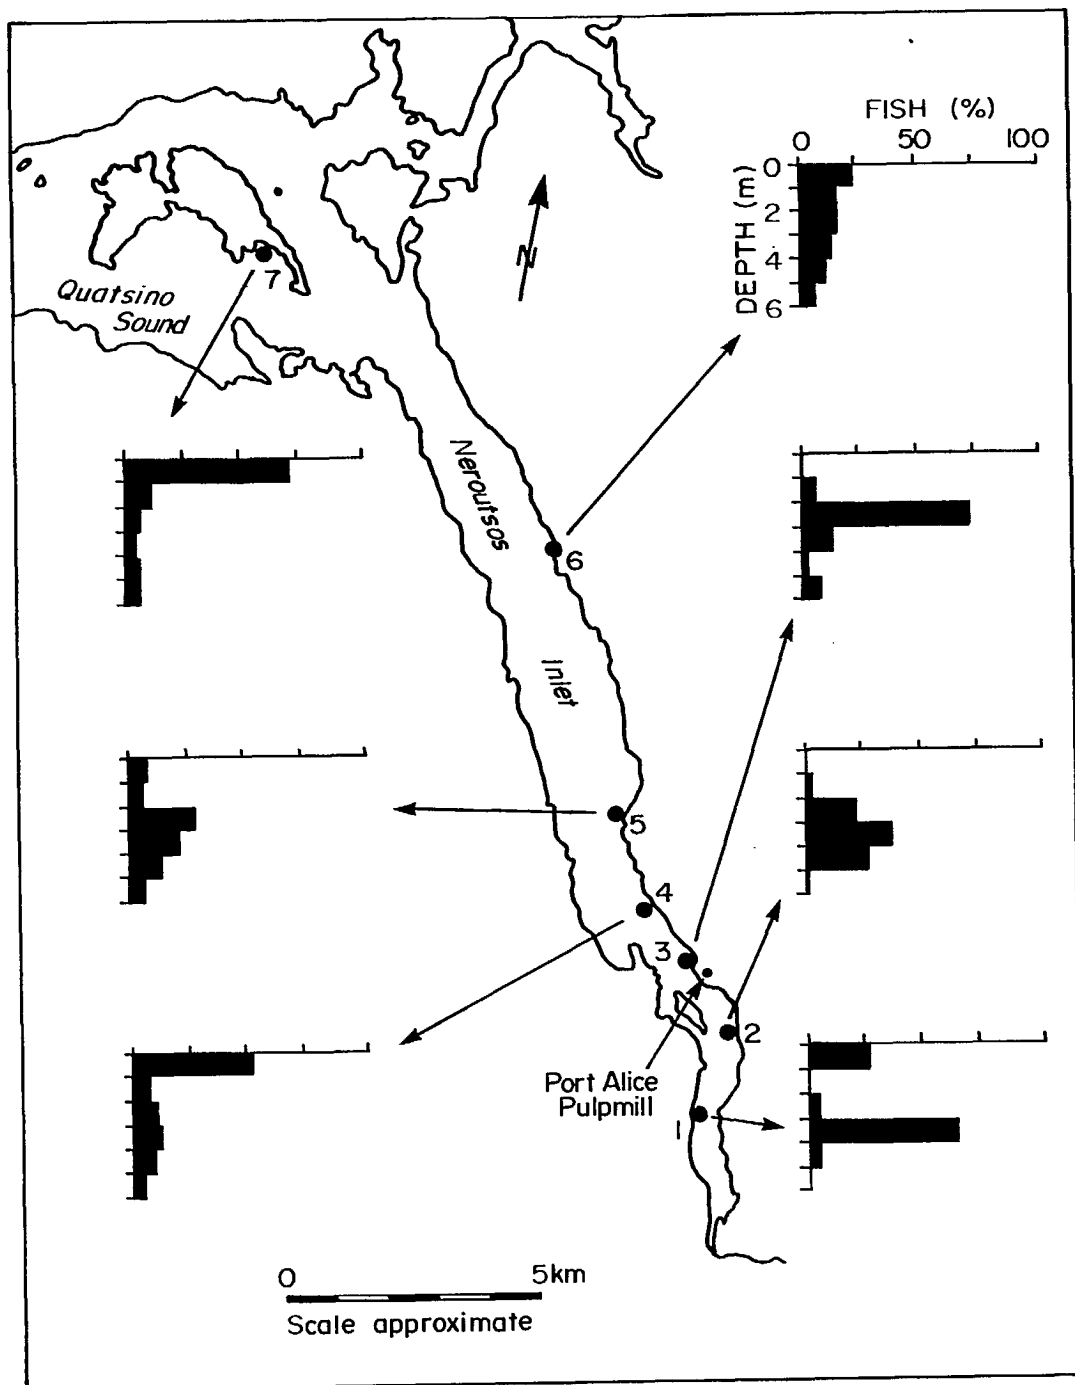 FISH (%)
0 50 100
0
2
4
6
DEPTH (m)
N
7
Quatsino
Sound
Neroutsos
Inlet
6
5
4
3
2
Port Alice
Pulpmill
1
0 5km
Scale approximate